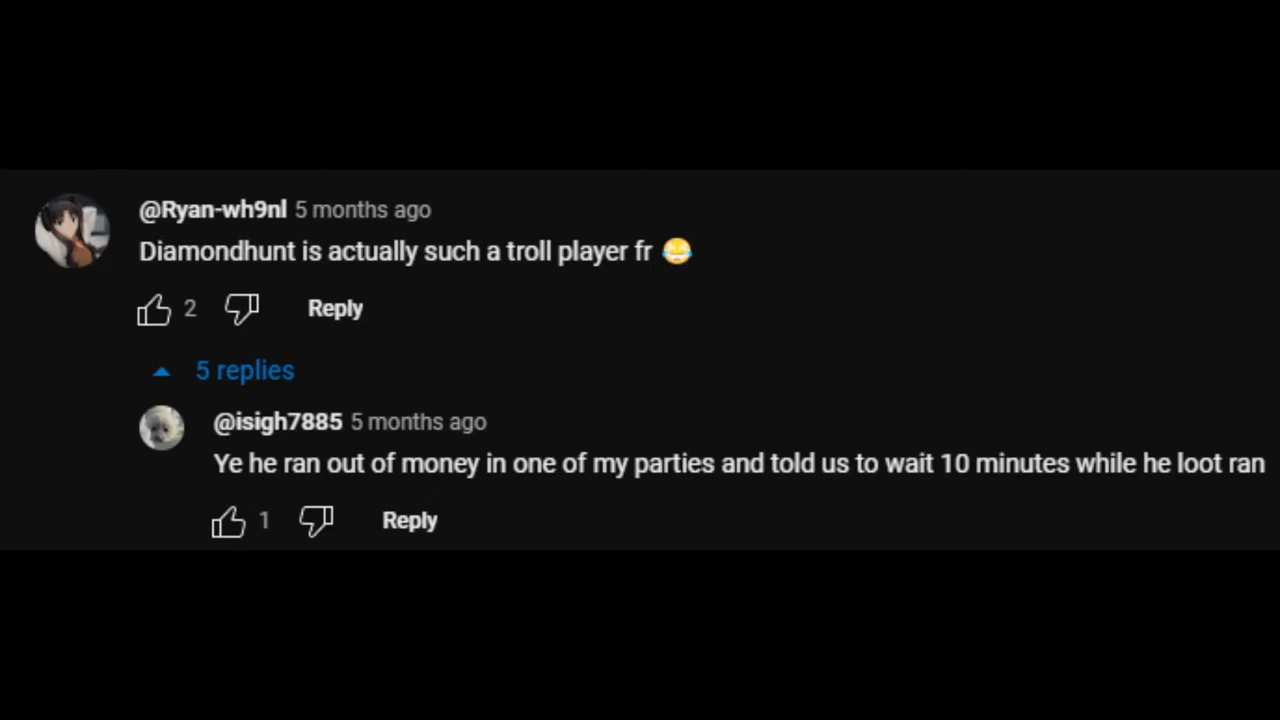 @Ryan-wh9nl 5 months ago
Diamondhunt is actually such a troll player fr 😂
2 Reply
5 replies
@isigh7885 5 months ago
Ye he ran out of money in one of my parties and told us to wait 10 minutes while he loot ran
1 Reply